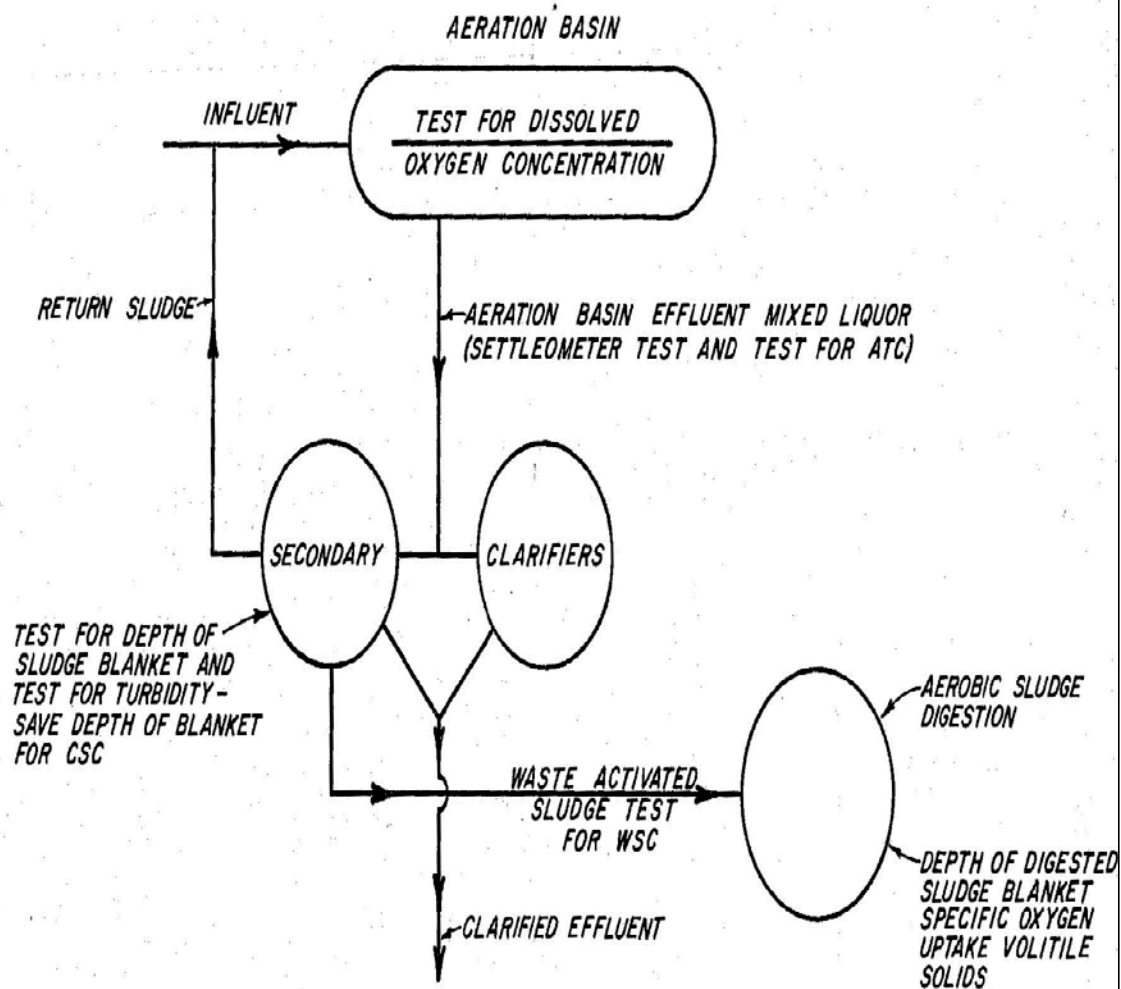 AERATION BASIN
INFLUENT
TEST FOR DISSOLVED
OXYGEN CONCENTRATION
RETURN SLUDGE
AERATION BASIN EFFLUENT MIXED LIQUOR
(SETTLEOMETER TEST AND TEST FOR ATC)
SECONDARY
CLARIFIERS
TEST FOR DEPTH OF
SLUDGE BLANKET AND
TEST FOR TURBIDITY-
SAVE DEPTH OF BLANKET
FOR CSC
AEROBIC SLUDGE
DIGESTION
WASTE ACTIVATED
SLUDGE TEST
FOR WSC
DEPTH OF DIGESTED
SLUDGE BLANKET
SPECIFIC OXYGEN
UPTAKE VOLITILE
SOLIDS
CLARIFIED EFFLUENT